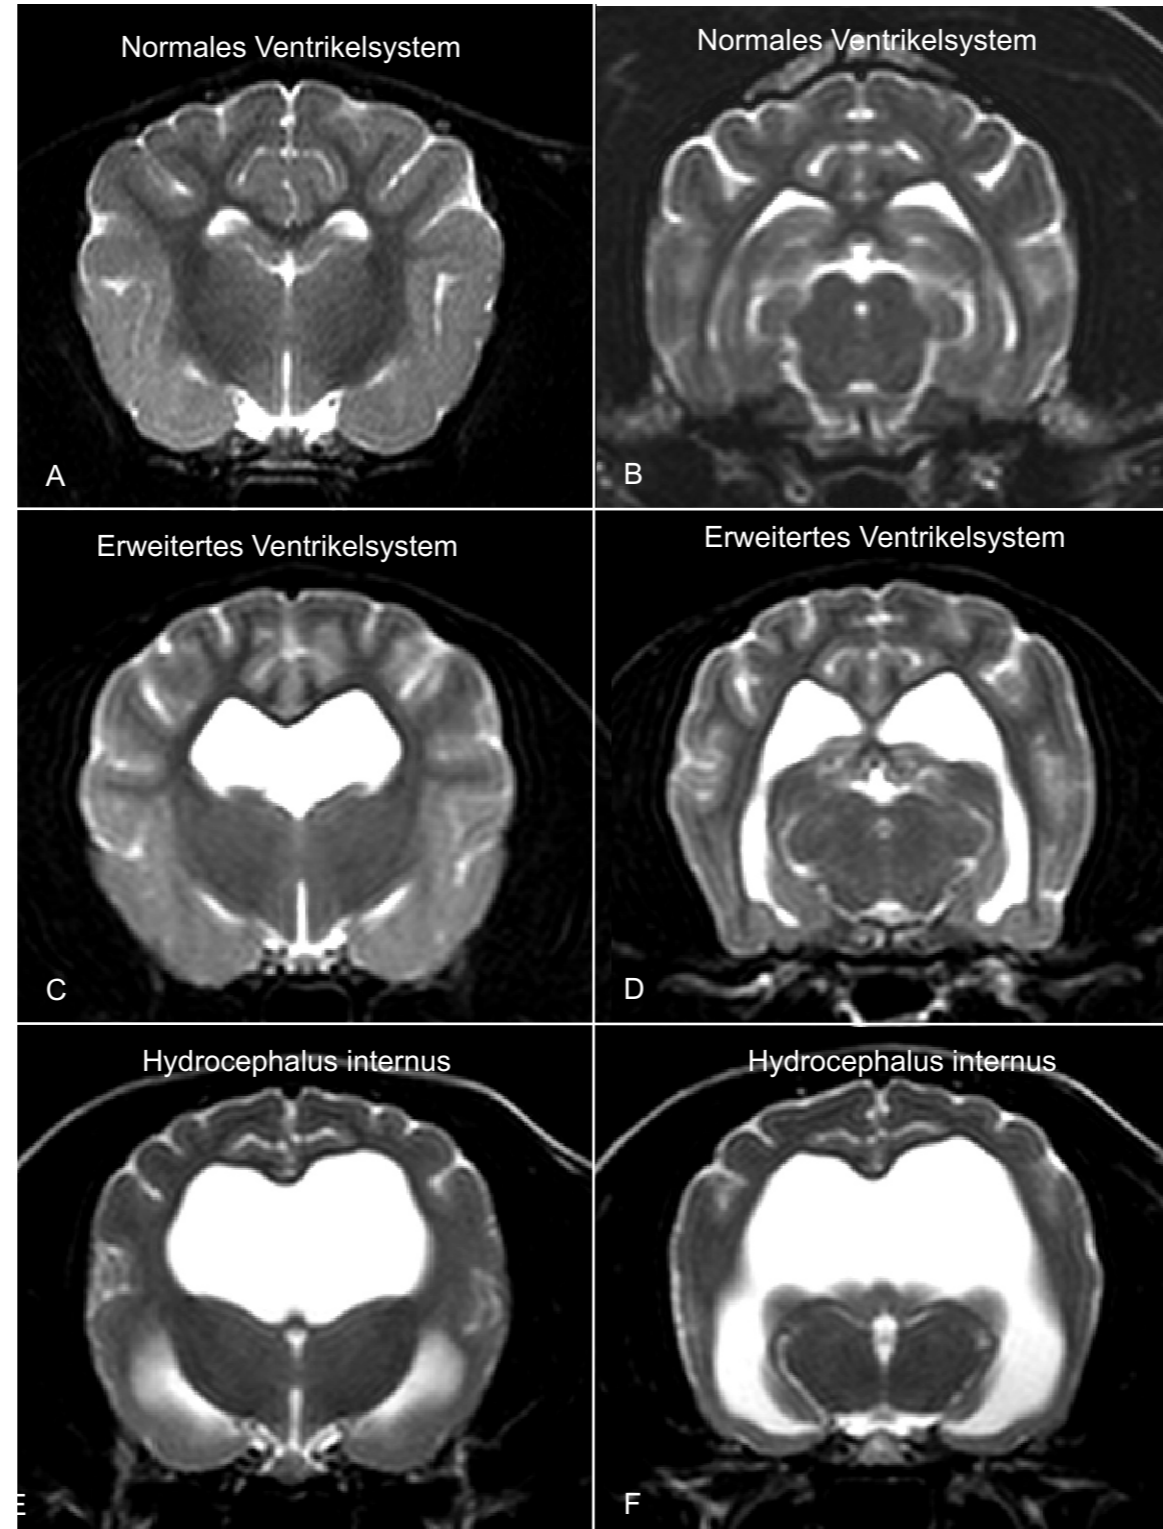 Normales Ventrikelsystem
Normales Ventrikelsystem
A
B
Erweitertes Ventrikelsystem
Erweitertes Ventrikelsystem
C
D
Hydrocephalus internus
Hydrocephalus internus
E
F